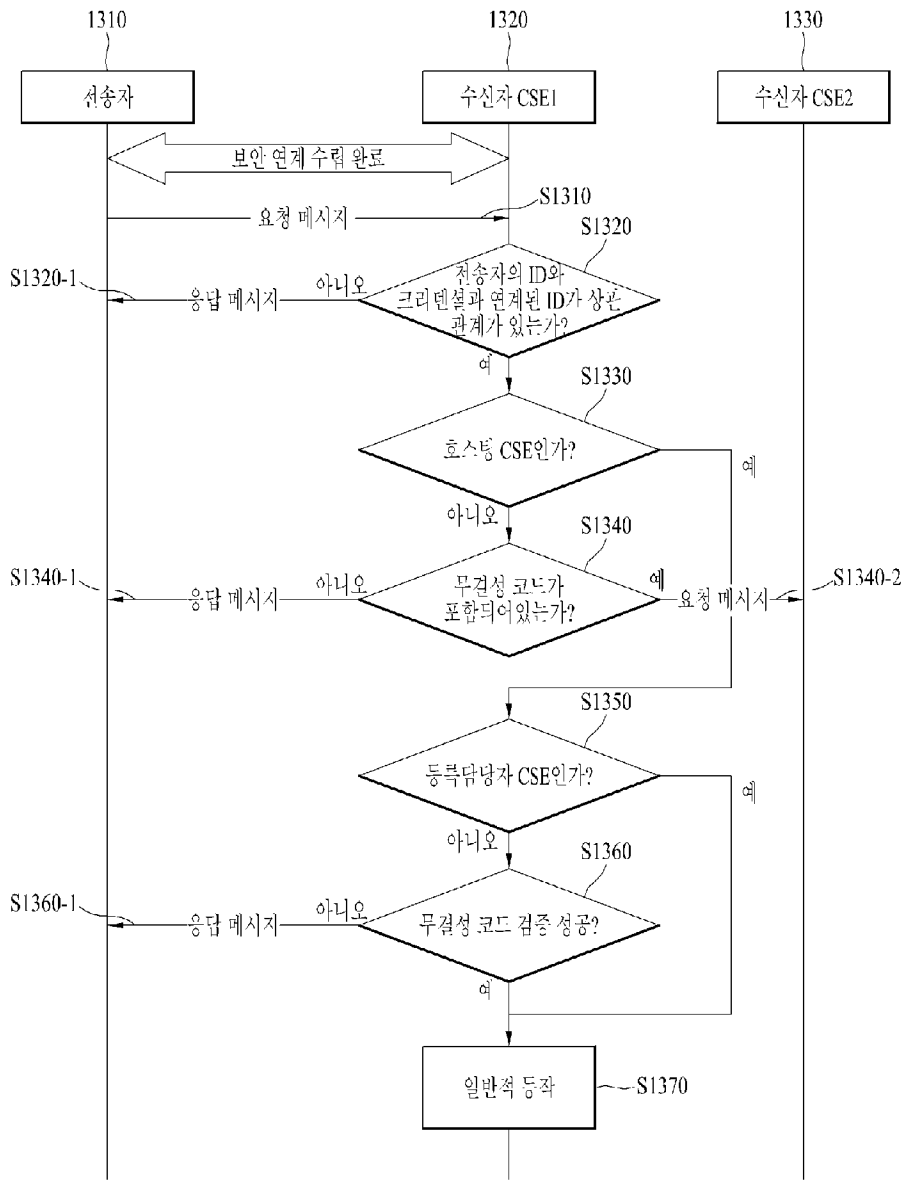 1310
1320
1330
전송자
수신자 CSE1
수신자 CSE2
보안 연계 수립 완료
S1310
요청 메시지
S1320
S1320-1
응답 메시지
아니오
전송자의 ID와
크리덴셜과 연계된 ID가 상관
관계가 있는가?
예
S1330
호스팅 CSE인가?
예
아니오
S1340
S1340-1
응답 메시지
아니오
무결성 코드가
포함되어있는가?
예
요청 메시지
S1340-2
S1350
등록담당자 CSE인가?
예
아니오
S1360
S1360-1
응답 메시지
아니오
무결성 코드 검증 성공?
예
일반적 동작
S1370